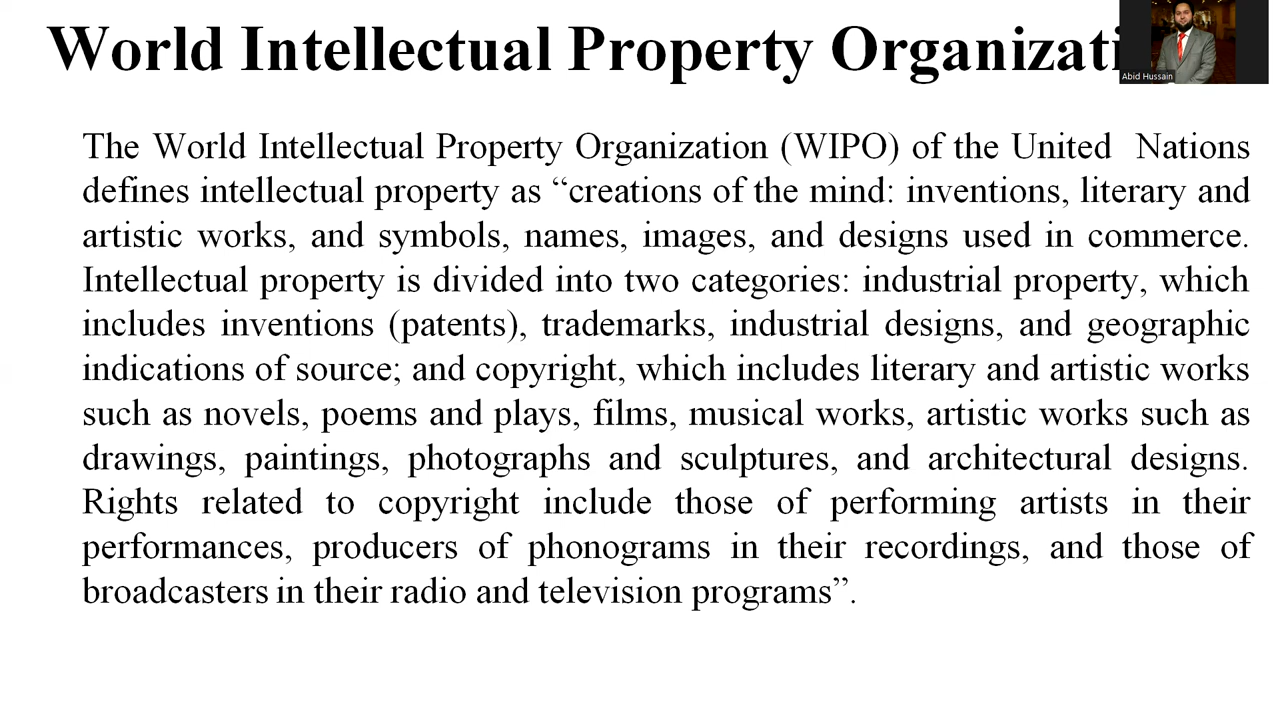 World Intellectual Property Organizati
Abid Hussain
The World Intellectual Property Organization (WIPO) of the United Nations
defines intellectual property as “creations of the mind: inventions, literary and
artistic works, and symbols, names, images, and designs used in commerce.
Intellectual property is divided into two categories: industrial property, which
includes inventions (patents), trademarks, industrial designs, and geographic
indications of source; and copyright, which includes literary and artistic works
such as novels, poems and plays, films, musical works, artistic works such as
drawings, paintings, photographs and sculptures, and architectural designs.
Rights related to copyright include those of performing artists in their
performances, producers of phonograms in their recordings, and those of
broadcasters in their radio and television programs”.